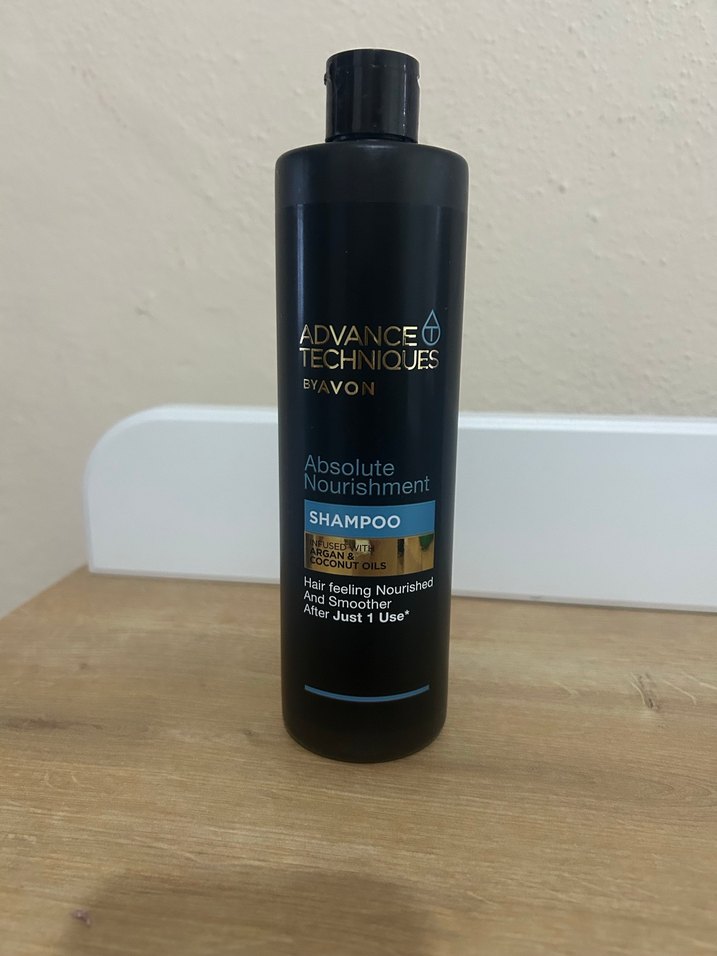 ADVANCE T
TECHNIQUES
BY AVON
Absolute
Nourishment
SHAMPOO
INFUSED WITH
ARGAN &
COCONUT OILS
Hair feeling Nourished
And Smoother
After Just 1 Use*